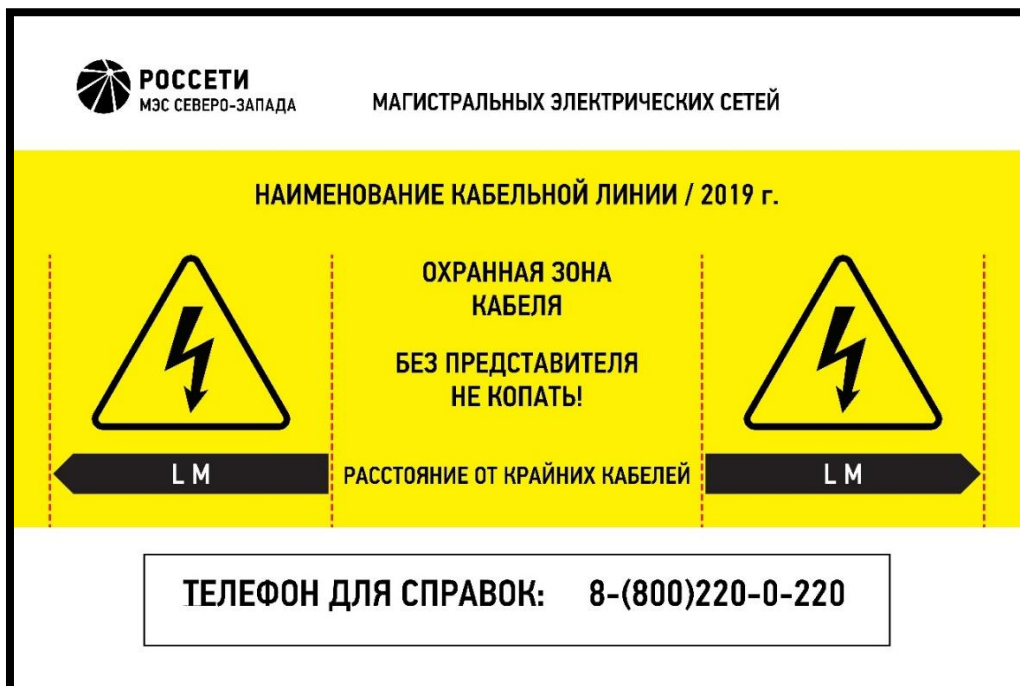 РОССЕТИ
МЭС СЕВЕРО-ЗАПАДА
МАГИСТРАЛЬНЫХ ЭЛЕКТРИЧЕСКИХ СЕТЕЙ
НАИМЕНОВАНИЕ КАБЕЛЬНОЙ ЛИНИИ / 2019 г.
ОХРАННАЯ ЗОНА
КАБЕЛЯ
БЕЗ ПРЕДСТАВИТЕЛЯ
НЕ КОПАТЬ!
L M
РАССТОЯНИЕ ОТ КРАЙНИХ КАБЕЛЕЙ
L M
ТЕЛЕФОН ДЛЯ СПРАВОК: 8-(800)220-0-220